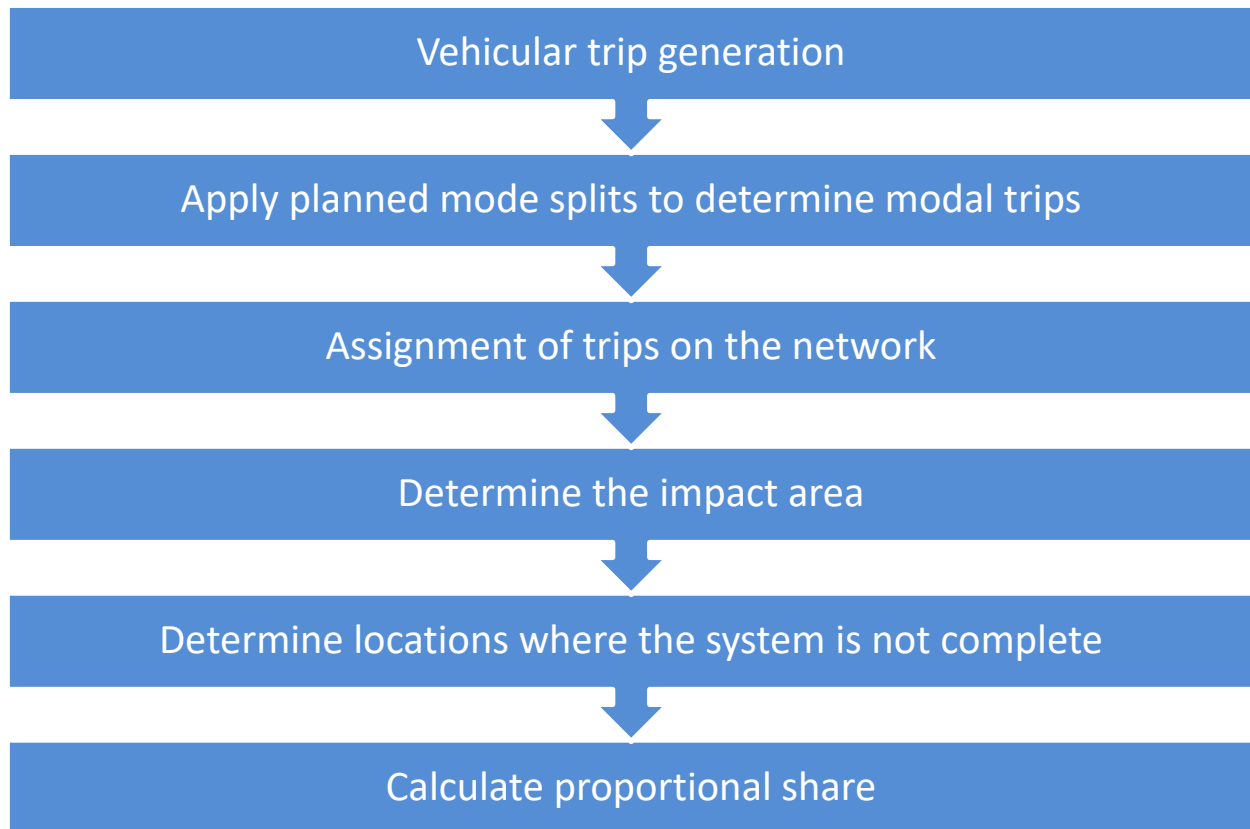 Vehicular trip generation
Apply planned mode splits to determine modal trips
Assignment of trips on the network
Determine the impact area
Determine locations where the system is not complete
Calculate proportional share